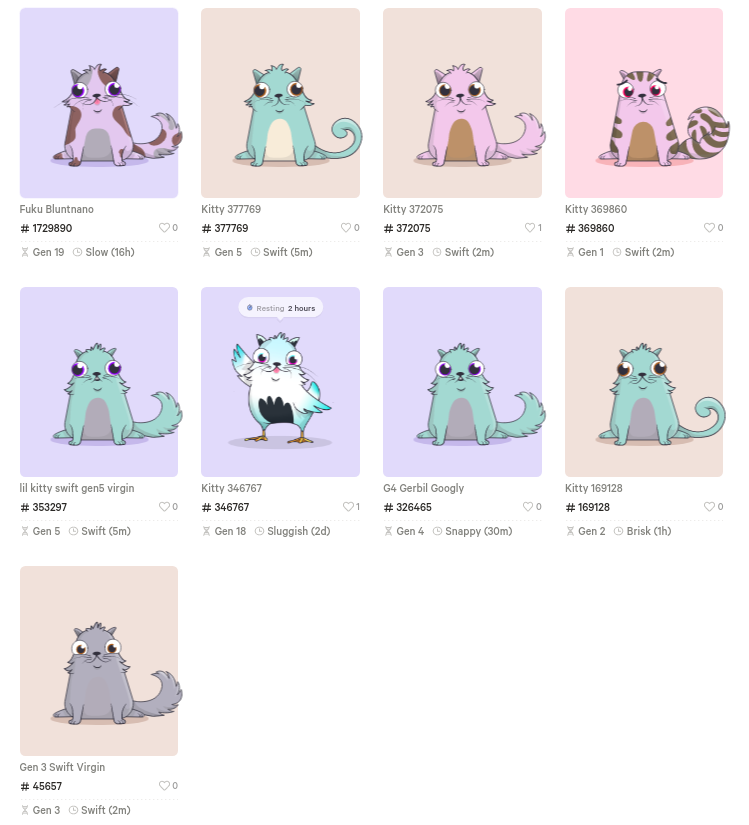 Fuku Bluntnano
# 1729890 0
Gen 19 Slow (16h)
Kitty 377769
# 377769 0
Gen 5 Swift (5m)
Kitty 372075
# 372075 1
Gen 3 Swift (2m)
Kitty 369860
# 369860 0
Gen 1 Swift (2m)
lil kitty swift gen5 virgin
# 353297 0
Gen 5 Swift (5m)
Resting 2 hours
Kitty 346767
# 346767 1
Gen 18 Sluggish (2d)
G4 Gerbil Googly
# 326465 0
Gen 4 Snappy (30m)
Kitty 169128
# 169128 0
Gen 2 Brisk (1h)
Gen 3 Swift Virgin
# 45657 0
Gen 3 Swift (2m)